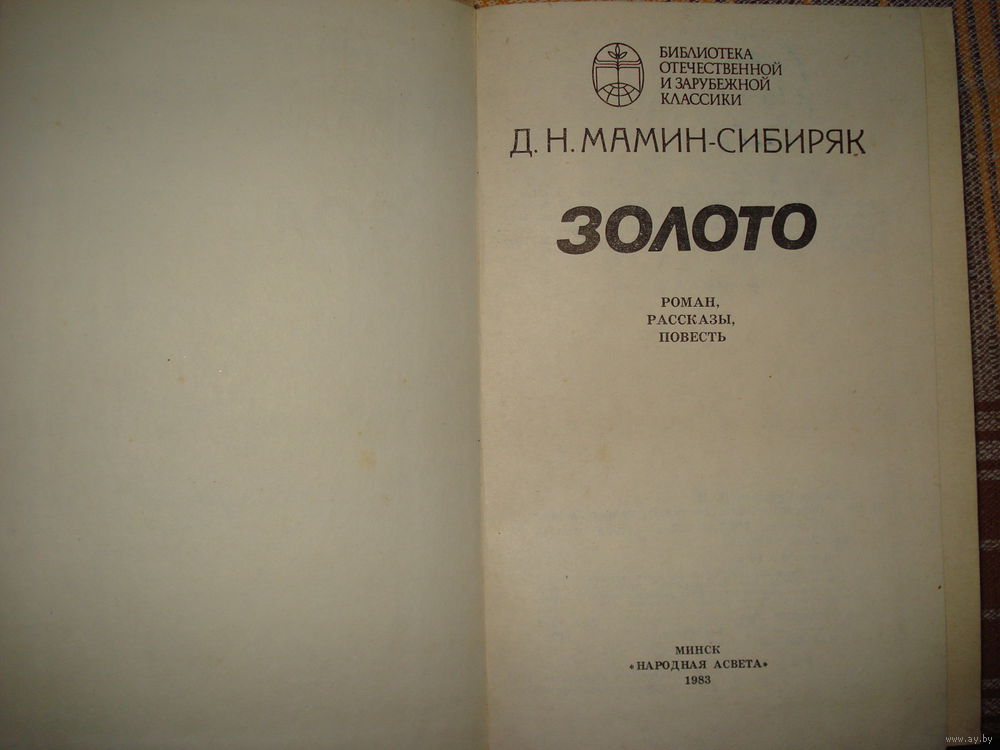 БИБЛИОТЕКА
ОТЕЧЕСТВЕННОЙ
И ЗАРУБЕЖНОЙ
КЛАССИКИ
Д. Н. МАМИН-СИБИРЯК
ЗОЛОТО
РОМАН,
РАССКАЗЫ,
ПОВЕСТЬ
МИНСК
«НАРОДНАЯ АСВЕТА»
1983
www.ay.by